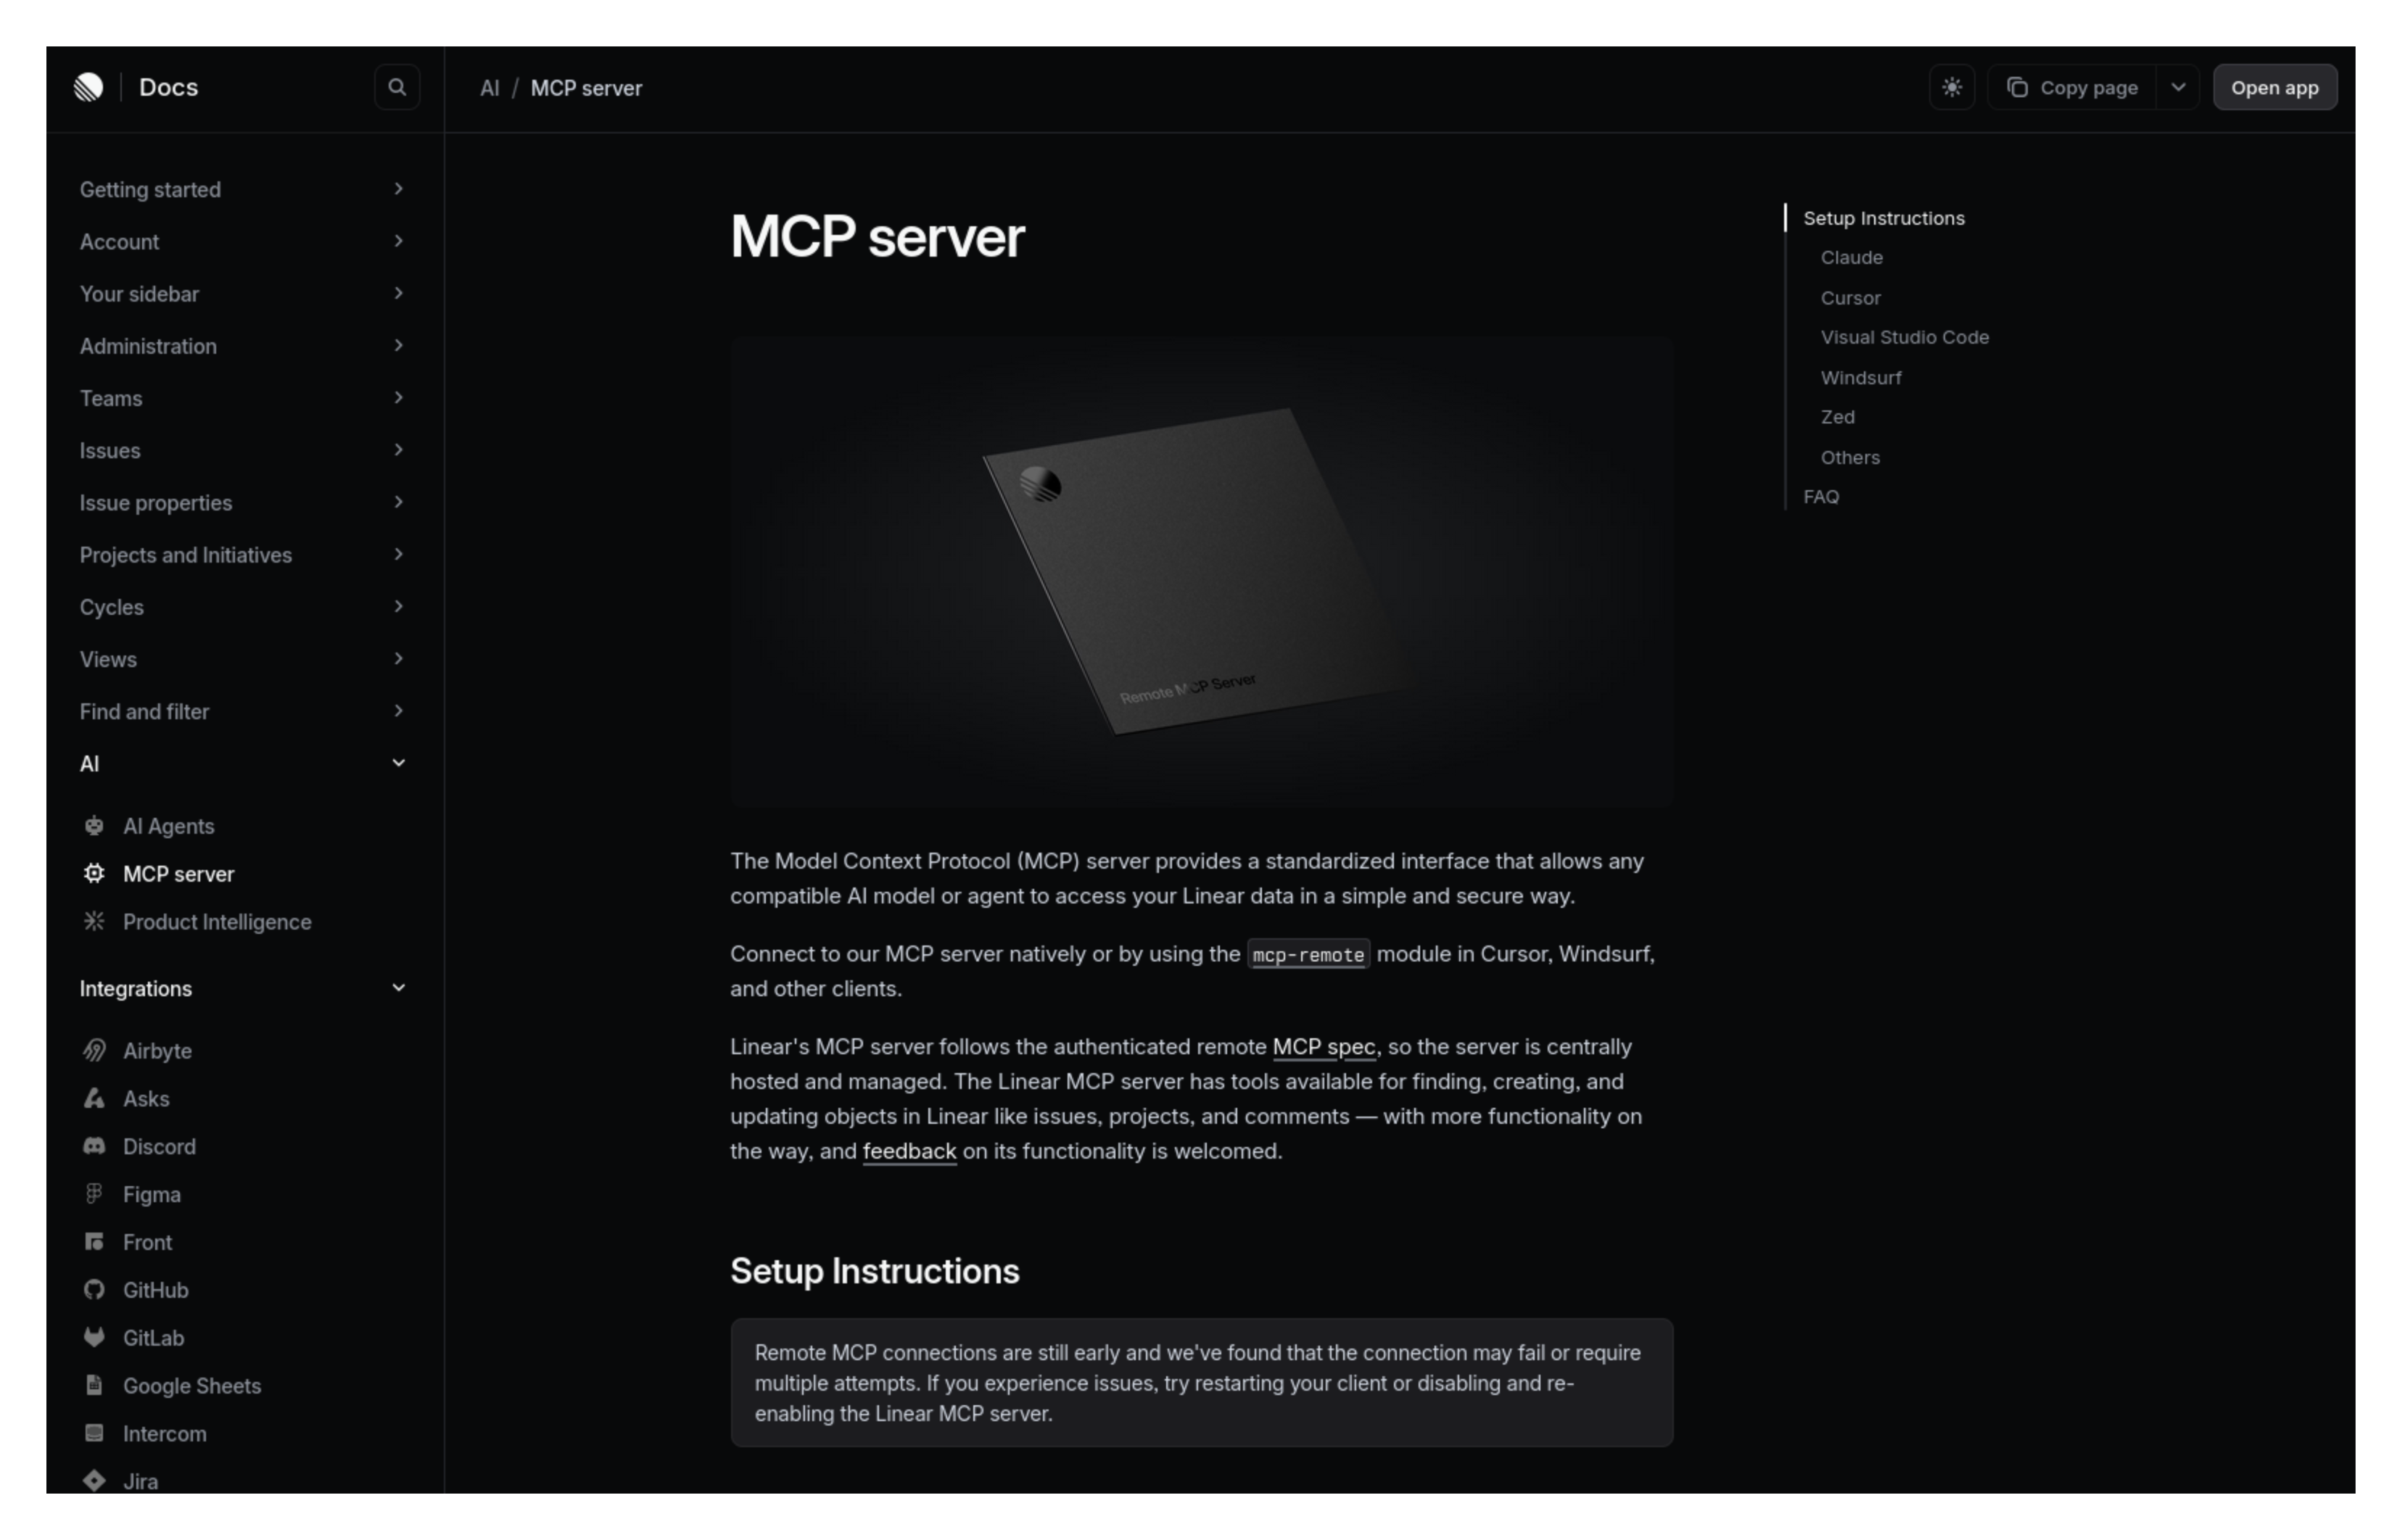 Docs
AI / MCP server
Copy page
Open app
Getting started
Account
Your sidebar
Administration
Teams
Issues
Issue properties
Projects and Initiatives
Cycles
Views
Find and filter
AI
AI Agents
MCP server
Product Intelligence
Integrations
Airbyte
Asks
Discord
Figma
Front
GitHub
GitLab
Google Sheets
Intercom
Jira
MCP server
Remote MCP Server
The Model Context Protocol (MCP) server provides a standardized interface that allows any
compatible AI model or agent to access your Linear data in a simple and secure way.
Connect to our MCP server natively or by using the mcp-remote module in Cursor, Windsurf,
and other clients.
Linear's MCP server follows the authenticated remote MCP spec, so the server is centrally
hosted and managed. The Linear MCP server has tools available for finding, creating, and
updating objects in Linear like issues, projects, and comments — with more functionality on
the way, and feedback on its functionality is welcomed.
Setup Instructions
Remote MCP connections are still early and we've found that the connection may fail or require
multiple attempts. If you experience issues, try restarting your client or disabling and re-
enabling the Linear MCP server.
Setup Instructions
Claude
Cursor
Visual Studio Code
Windsurf
Zed
Others
FAQ